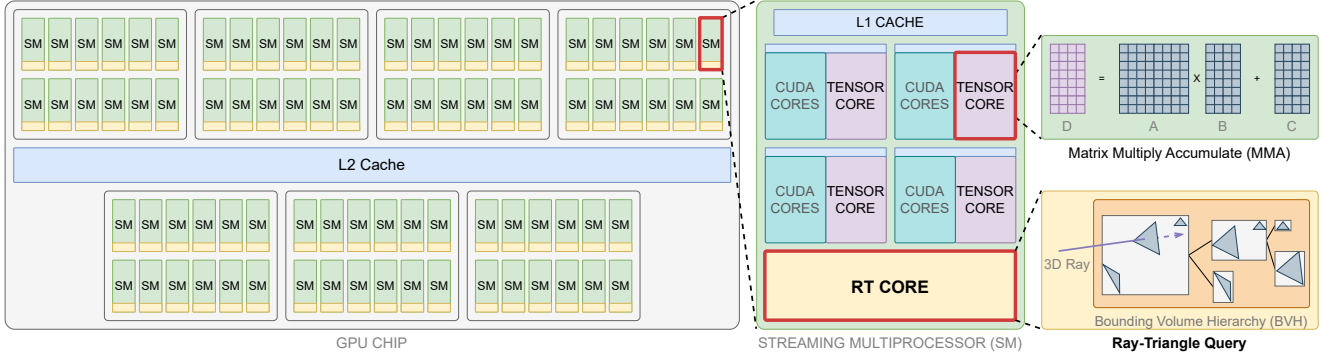 SM SM SM SM SM SM SM SM SM SM SM SM SM SM SM SM SM SM SM SM SM SM SM SM
SM SM SM SM SM SM SM SM SM SM SM SM SM SM SM SM SM SM SM SM SM SM SM SM
L2 Cache
SM SM SM SM SM SM SM SM SM SM SM SM SM SM SM SM SM SM
SM SM SM SM SM SM SM SM SM SM SM SM SM SM SM SM SM SM
GPU CHIP
L1 CACHE
CUDA CORES
TENSOR CORE
CUDA CORES
TENSOR CORE
CUDA CORES
TENSOR CORE
CUDA CORES
TENSOR CORE
RT CORE
STREAMING MULTIPROCESSOR (SM)
= X +
D A B C
Matrix Multiply Accumulate (MMA)
3D Ray
Bounding Volume Hierarchy (BVH)
Ray-Triangle Query